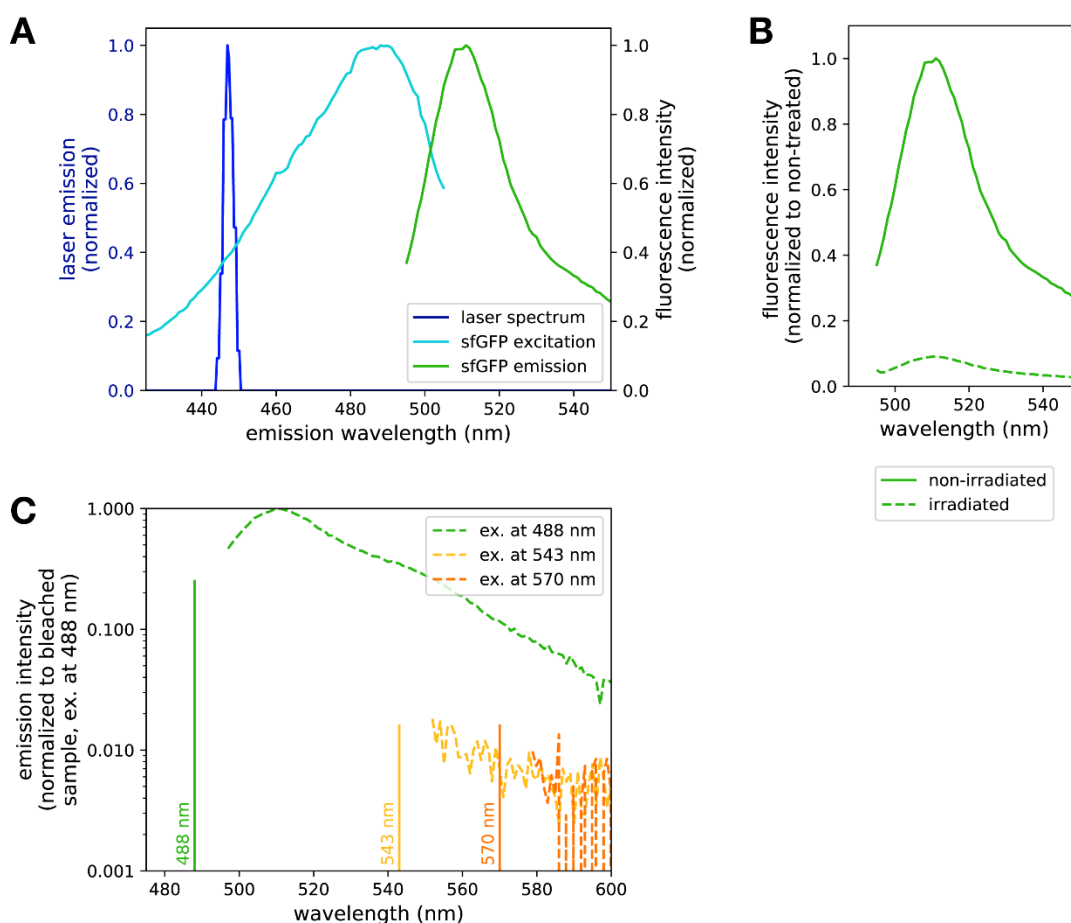 A
B
laser emission
(normalized)
1.0
0.8
0.6
0.4
0.2
0.0
1.0
0.8
0.6
0.4
0.2
0.0
fluorescence intensity
(normalized)
laser spectrum
sfGFP excitation
sfGFP emission
440
460
480
500
520
540
emission wavelength (nm)
fluorescence intensity
(normalized to non-treated)
1.0
0.8
0.6
0.4
0.2
0.0
500
520
540
wavelength (nm)
non-irradiated
irradiated
C
emission intensity
(normalized to bleached
sample, ex. at 488 nm)
1.000
0.100
0.010
0.001
ex. at 488 nm
ex. at 543 nm
ex. at 570 nm
488 nm
543 nm
570 nm
480
500
520
540
560
580
600
wavelength (nm)